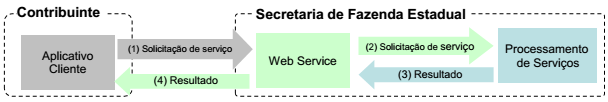 Contribuinte
Secretaria de Fazenda Estadual
Aplicativo
Cliente
(1) Solicitação de serviço
(4) Resultado
Web Service
(2) Solicitação de serviço
(3) Resultado
Processamento
de Serviços